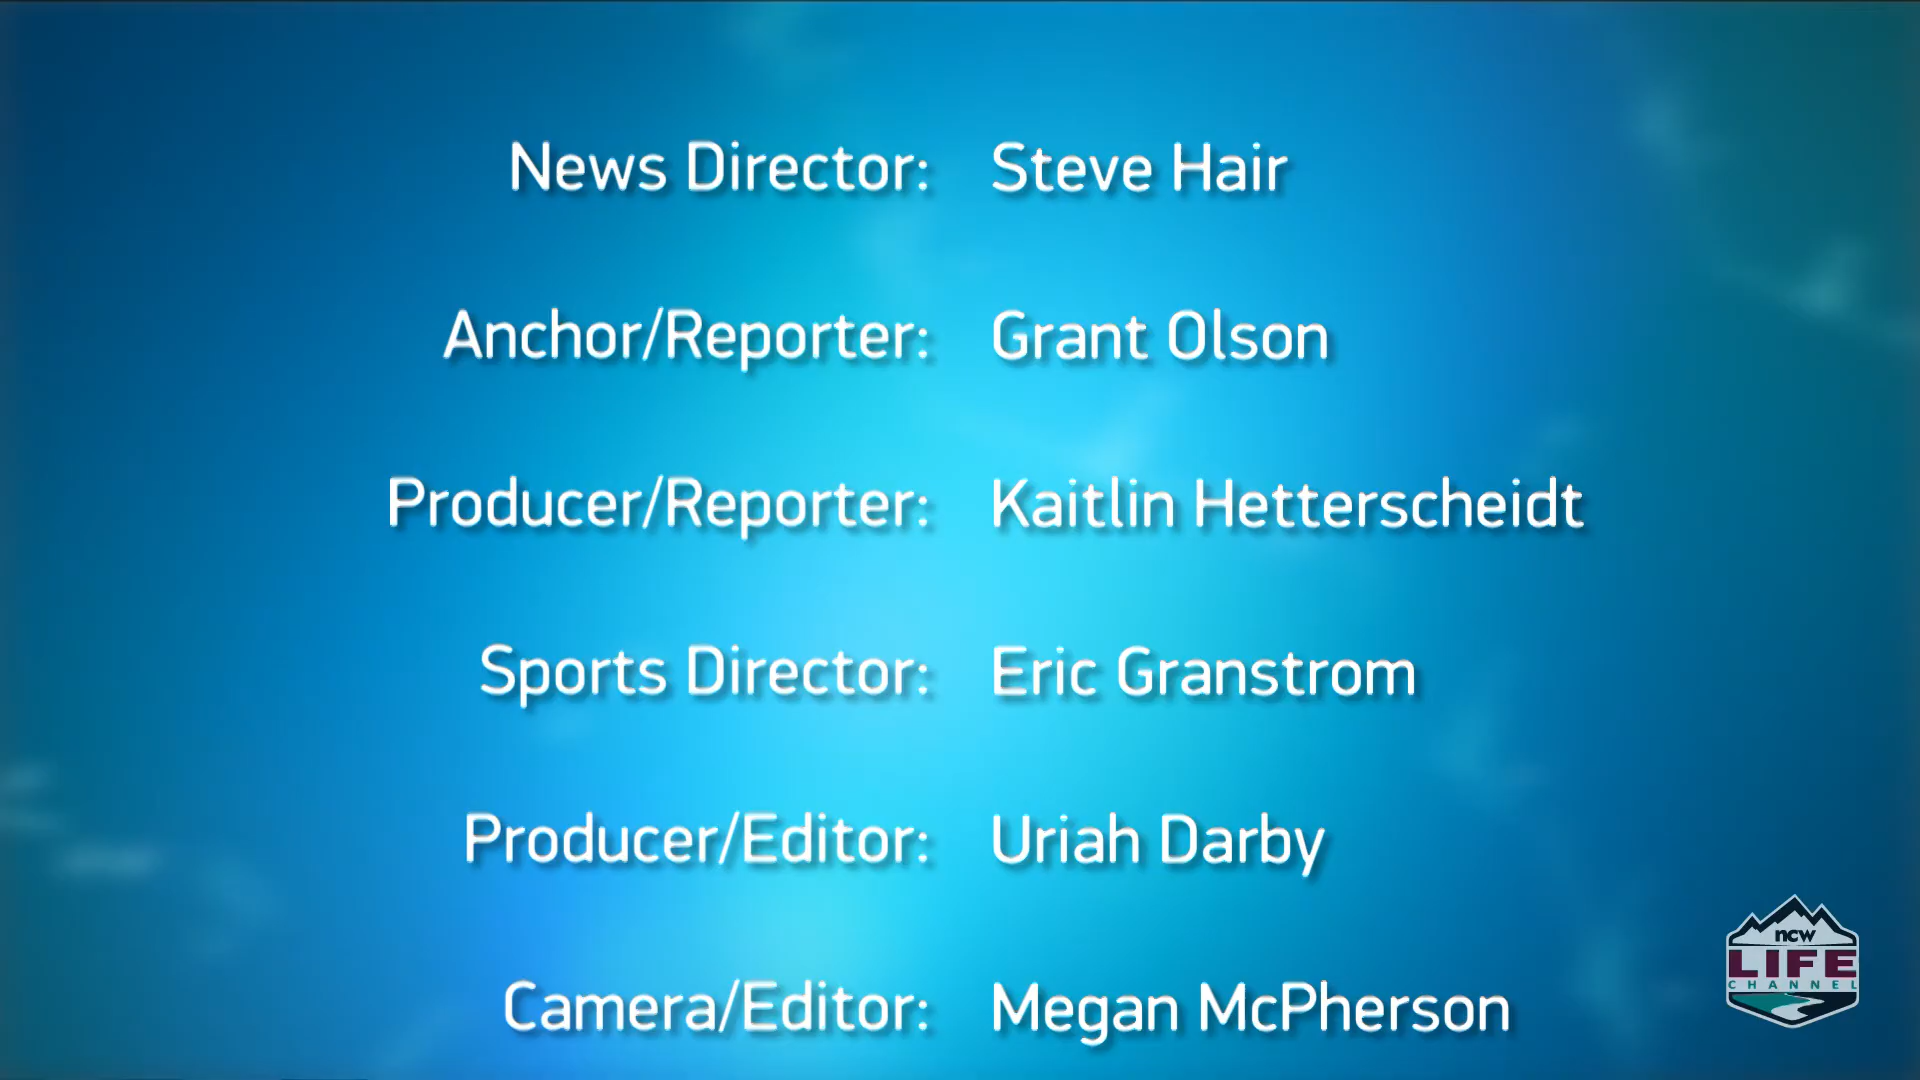 News Director: Steve Hair
Anchor/Reporter: Grant Olson
Producer/Reporter: Kaitlin Hetterscheidt
Sports Director: Eric Granstrom
Producer/Editor: Uriah Darby
Camera/Editor: Megan McPherson
ncw
LIFE
CHANNEL